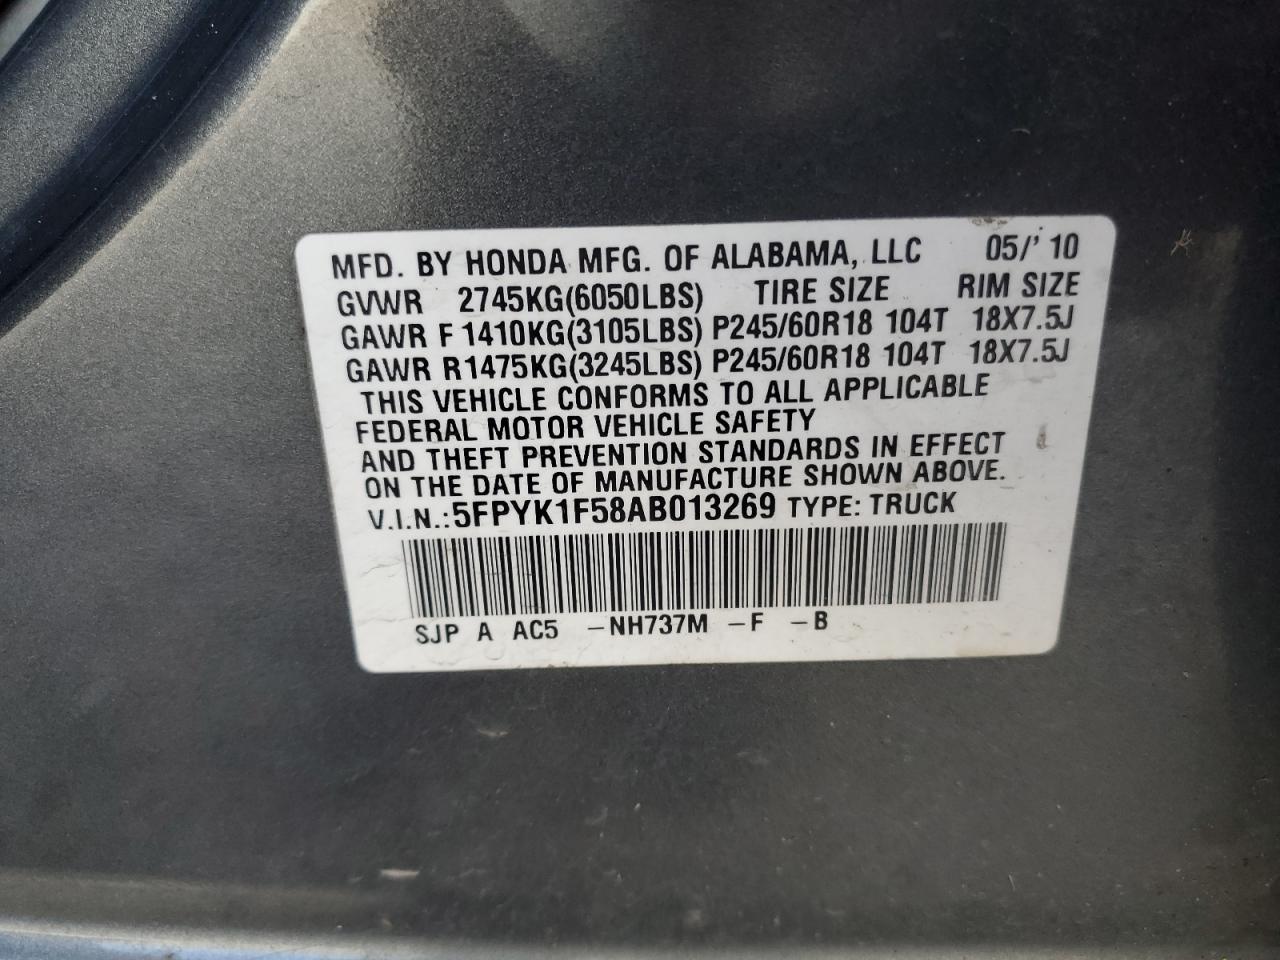 MFD. BY HONDA MFG. OF ALABAMA, LLC 05/' 10
GVWR 2745KG(6050LBS) TIRE SIZE RIM SIZE
GAWR F 1410KG(3105LBS) P245/60R18 104T 18X7.5J
GAWR R1475KG(3245LBS) P245/60R18 104T 18X7.5J
THIS VEHICLE CONFORMS TO ALL APPLICABLE
FEDERAL MOTOR VEHICLE SAFETY
AND THEFT PREVENTION STANDARDS IN EFFECT
ON THE DATE OF MANUFACTURE SHOWN ABOVE.
V.I.N.:5FPYK1F58AB013269 TYPE: TRUCK
SJP A AC5 -NH737M -F -B